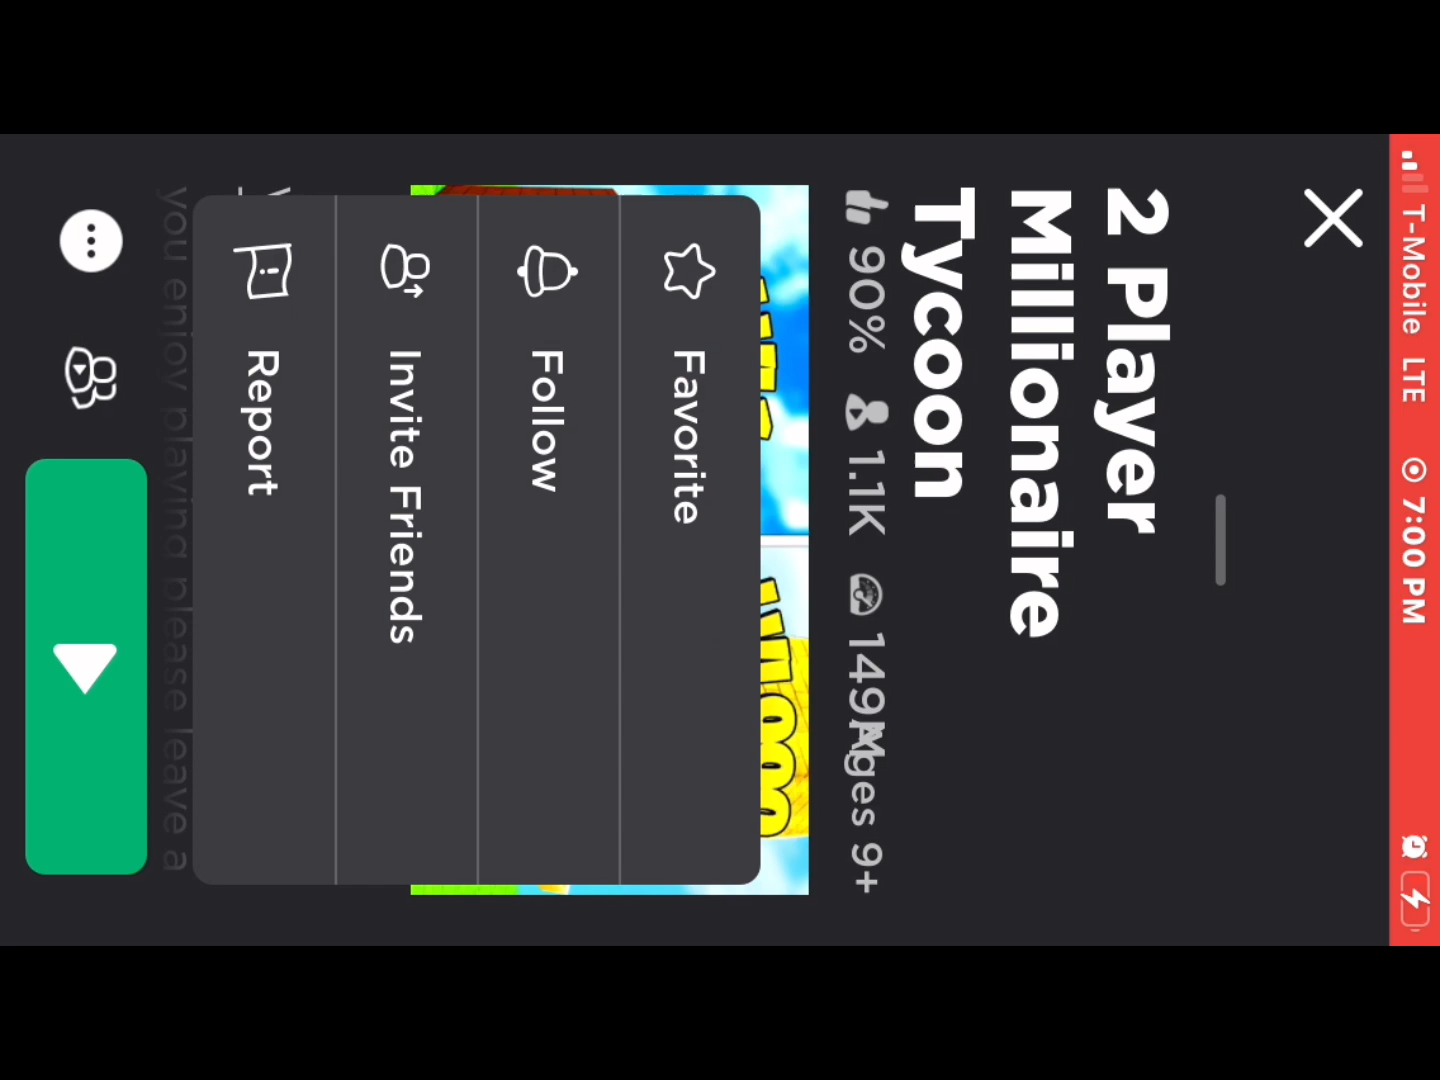 T-Mobile LTE 7:00 PM
2 Player
Millionaire
Tycoon
90% 1.1K 149M Ages 9+
Favorite
Follow
Invite Friends
Report
you enjoy playing please leave a